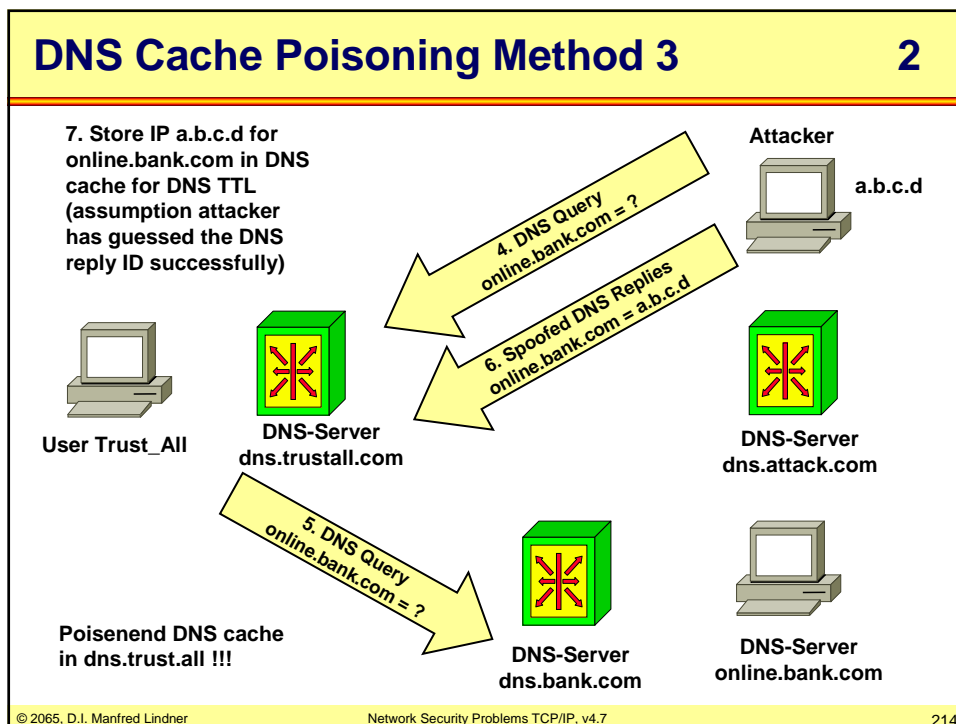 DNS Cache Poisoning Method 3 2
7. Store IP a.b.c.d for
online.bank.com in DNS
cache for DNS TTL
(assumption attacker
has guessed the DNS
reply ID successfully)
Attacker
a.b.c.d
4. DNS Query
online.bank.com = ?
6. Spoofed DNS Replies
online.bank.com = a.b.c.d
User Trust_All
DNS-Server
dns.trustall.com
DNS-Server
dns.attack.com
5. DNS Query
online.bank.com = ?
Poisenend DNS cache
in dns.trust.all !!!
DNS-Server
dns.bank.com
DNS-Server
online.bank.com
© 2065, D.I. Manfred Lindner
Network Security Problems TCP/IP, v4.7
214